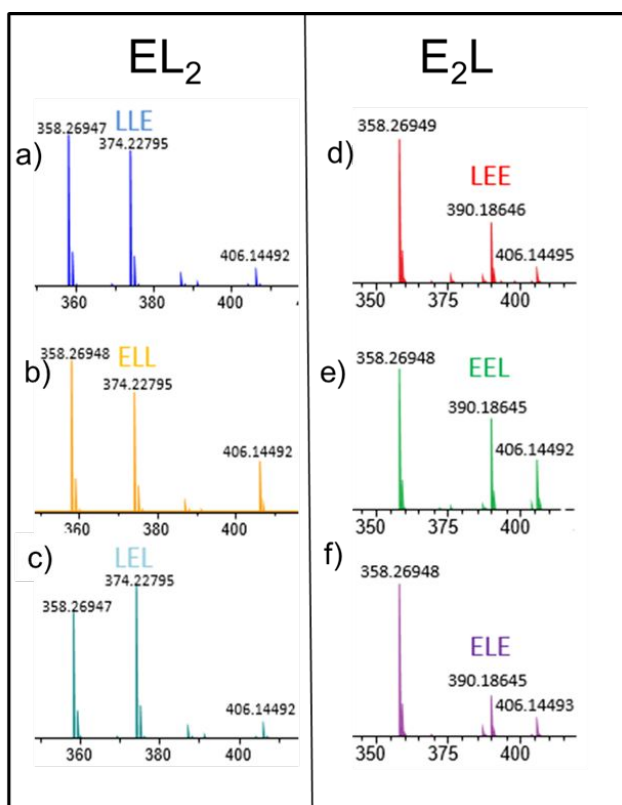 EL₂
a)
LLE
358.26947
374.22795
406.14492
360 380 400
b)
ELL
358.26948
374.22795
406.14492
360 380 400
c)
LEL
374.22795
358.26947
406.14492
360 380 400
E₂L
d)
358.26949
LEE
390.18646
406.14495
350 375 400
e)
358.26948
EEL
390.18645
406.14492
350 375 400
f)
358.26948
ELE
390.18645
406.14493
350 375 400